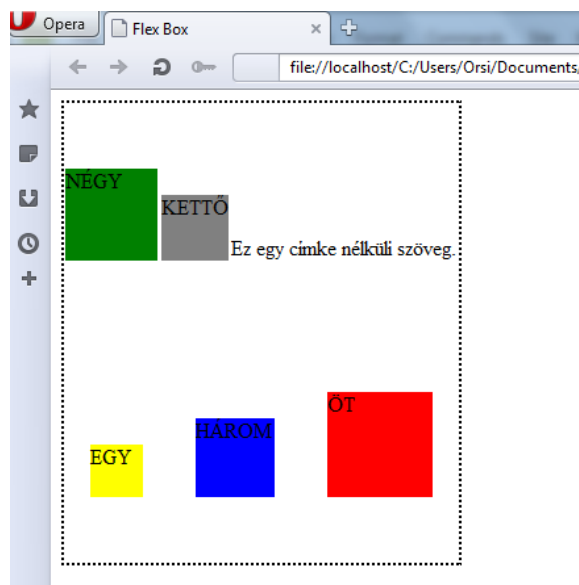 Opera
Flex Box
file://localhost/C:/Users/Orsi/Documents/
NÉGY
KETTŐ
Ez egy címke nélküli szöveg.
ÖT
HÁROM
EGY